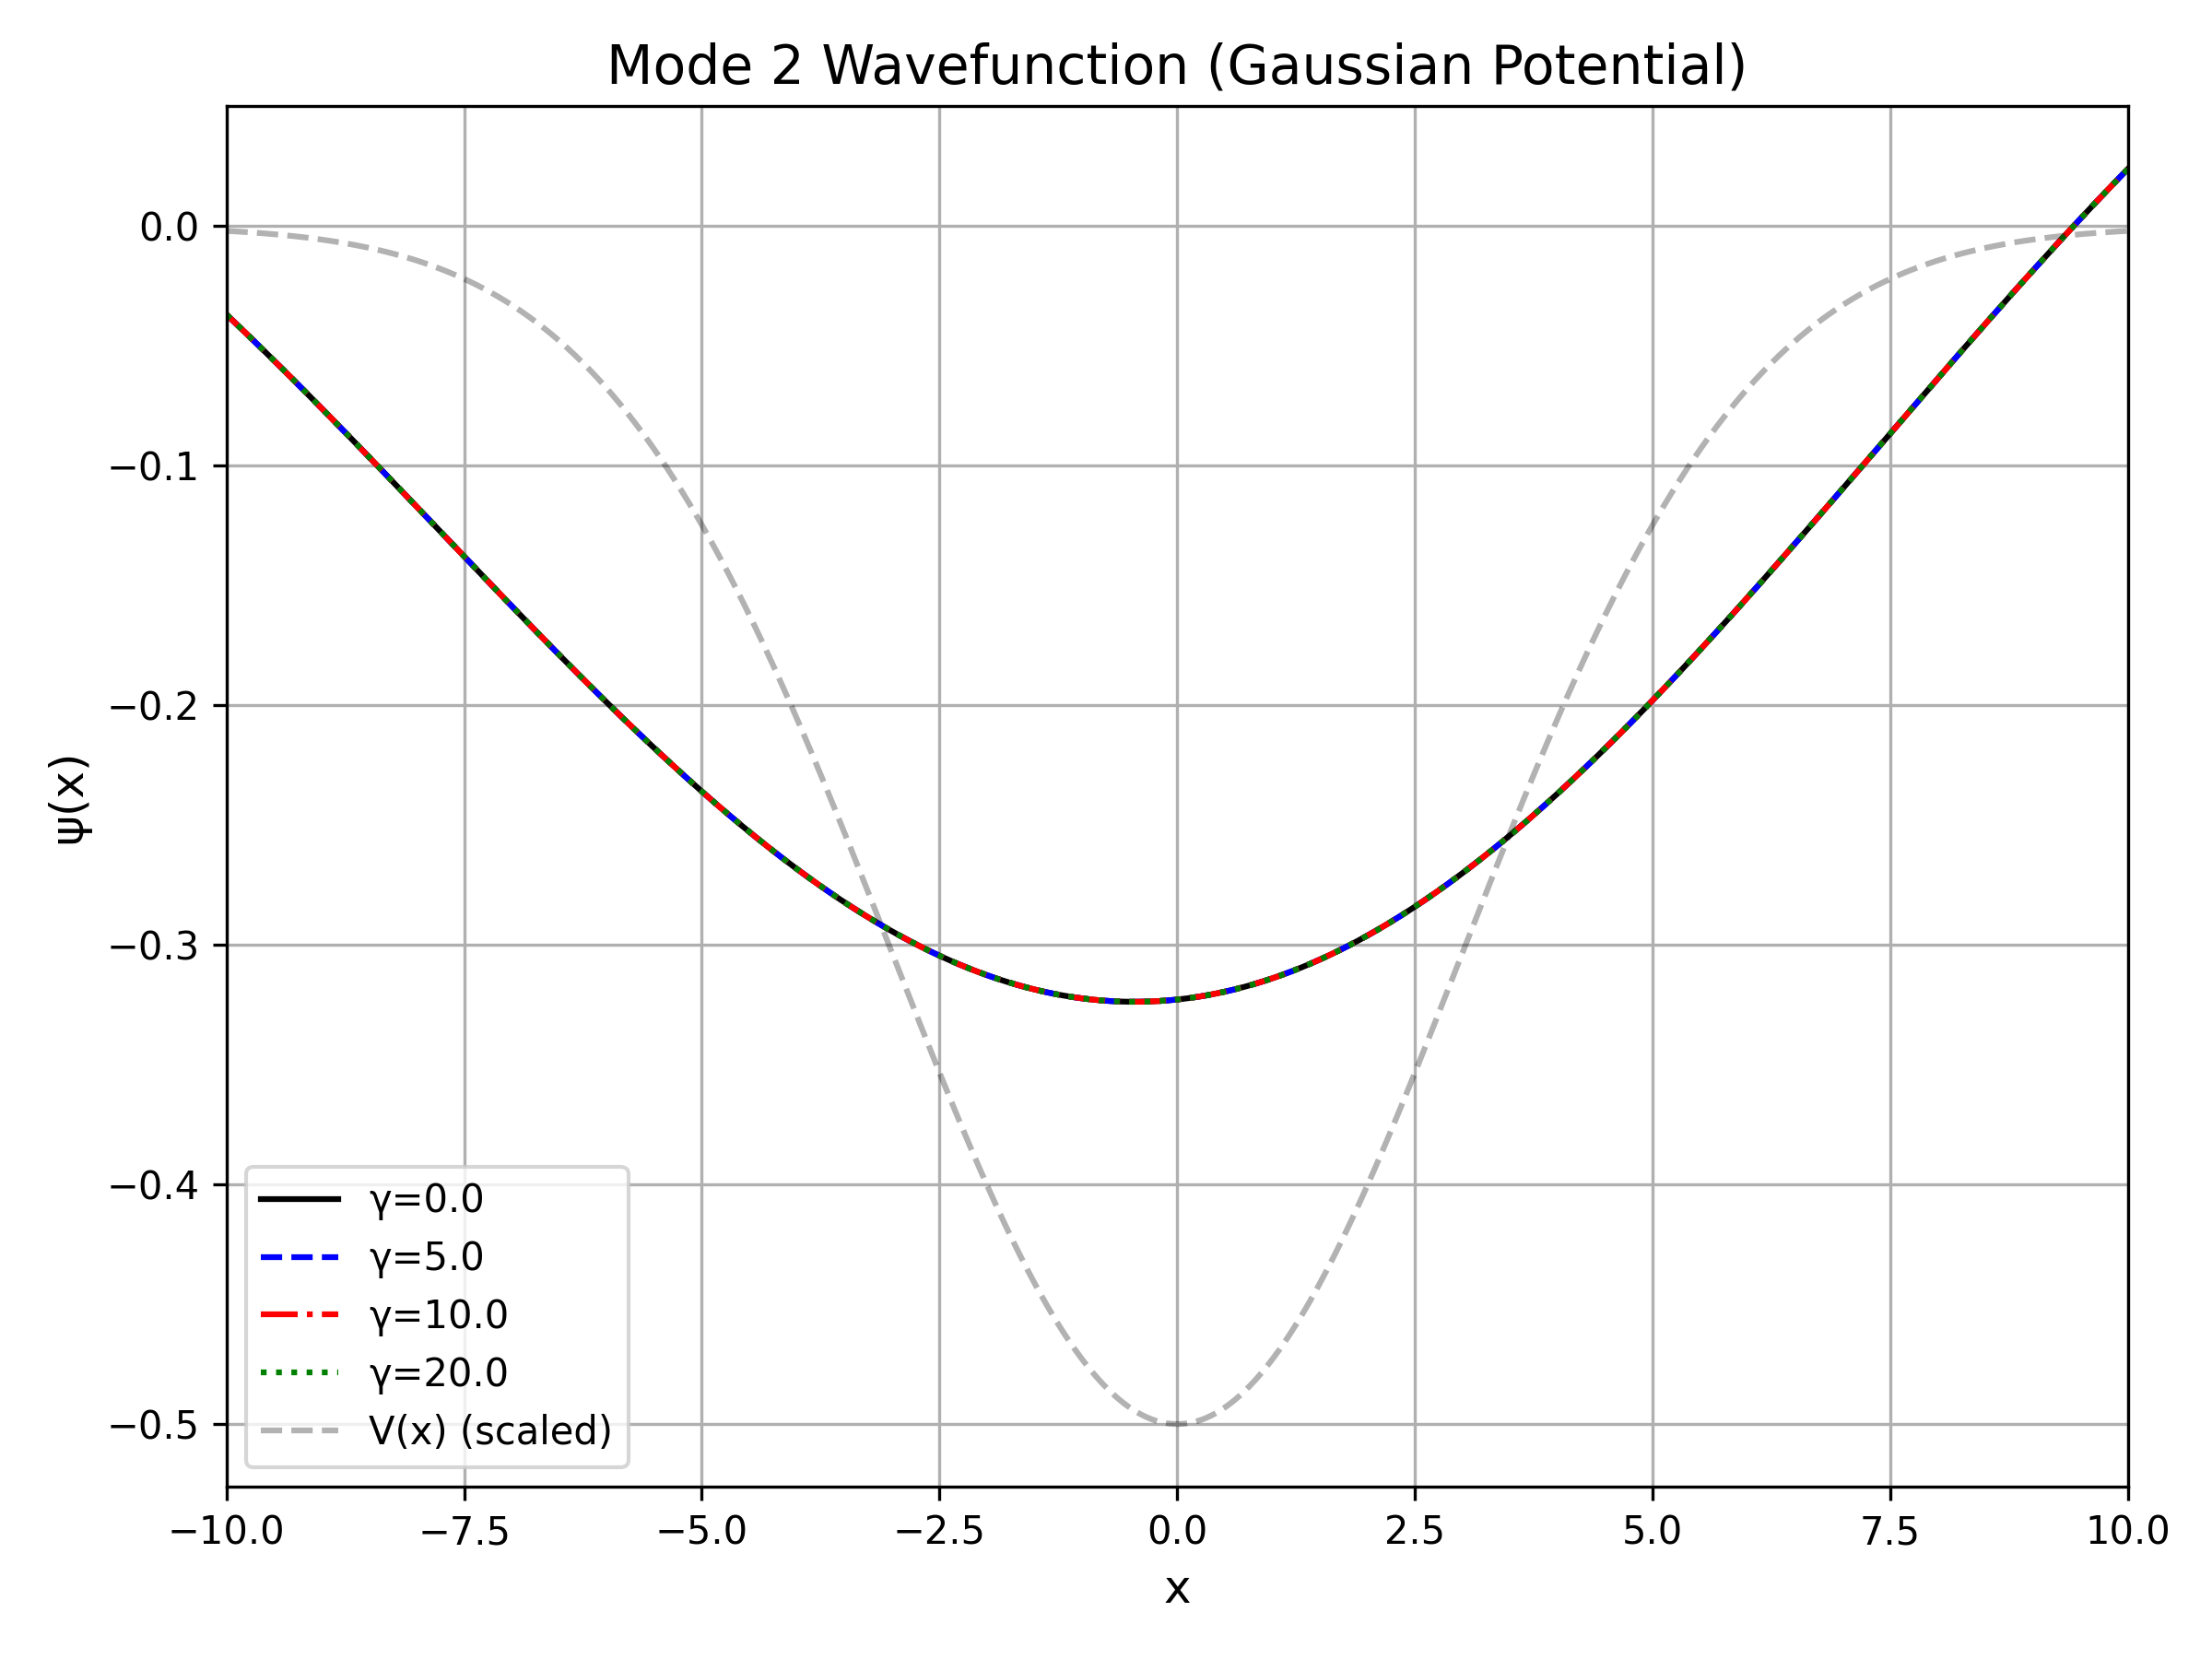 Mode 2 Wavefunction (Gaussian Potential)
ψ(x)
0.0
−0.1
−0.2
−0.3
−0.4
−0.5
γ=0.0
γ=5.0
γ=10.0
γ=20.0
V(x) (scaled)
−10.0 −7.5 −5.0 −2.5 0.0 2.5 5.0 7.5 10.0
x